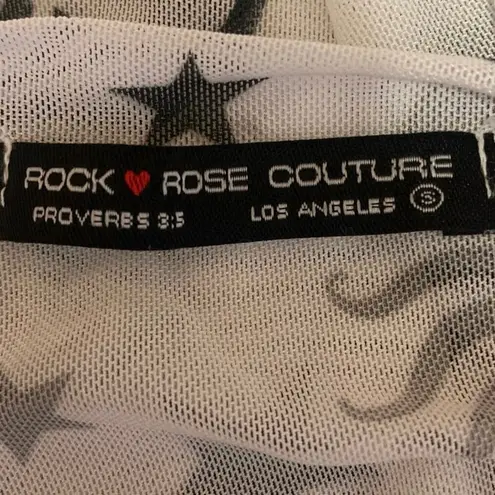 ROCK ♥ ROSE COUTURE
PROVERBS 3:5 LOS ANGELES S